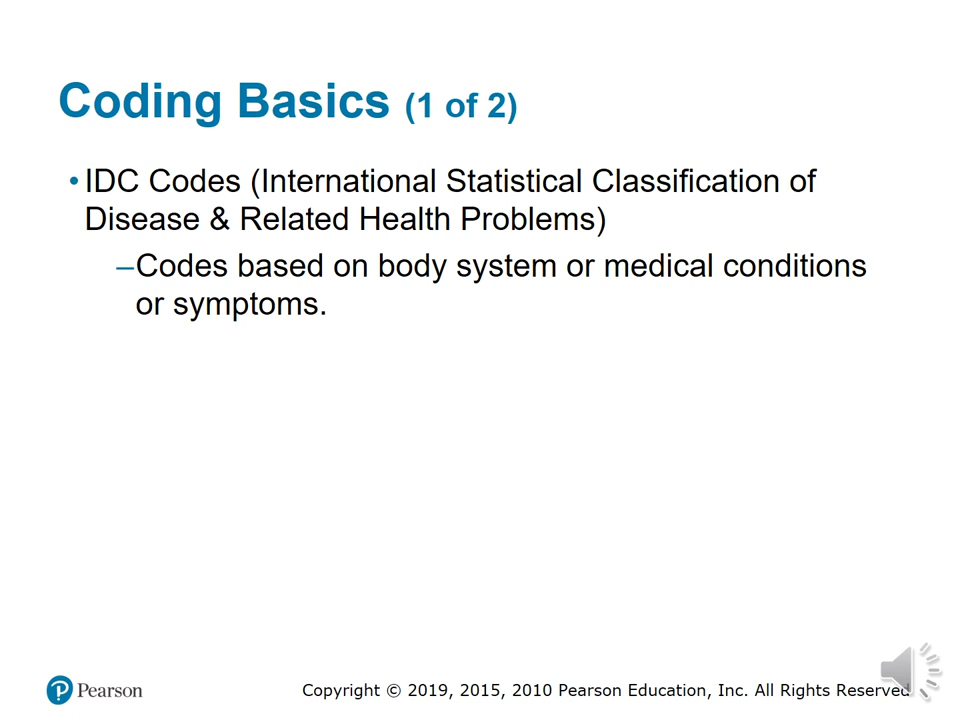 Coding Basics (1 of 2)
• IDC Codes (International Statistical Classification of
Disease & Related Health Problems)
–Codes based on body system or medical conditions
or symptoms.
Pearson
Copyright © 2019, 2015, 2010 Pearson Education, Inc. All Rights Reserved